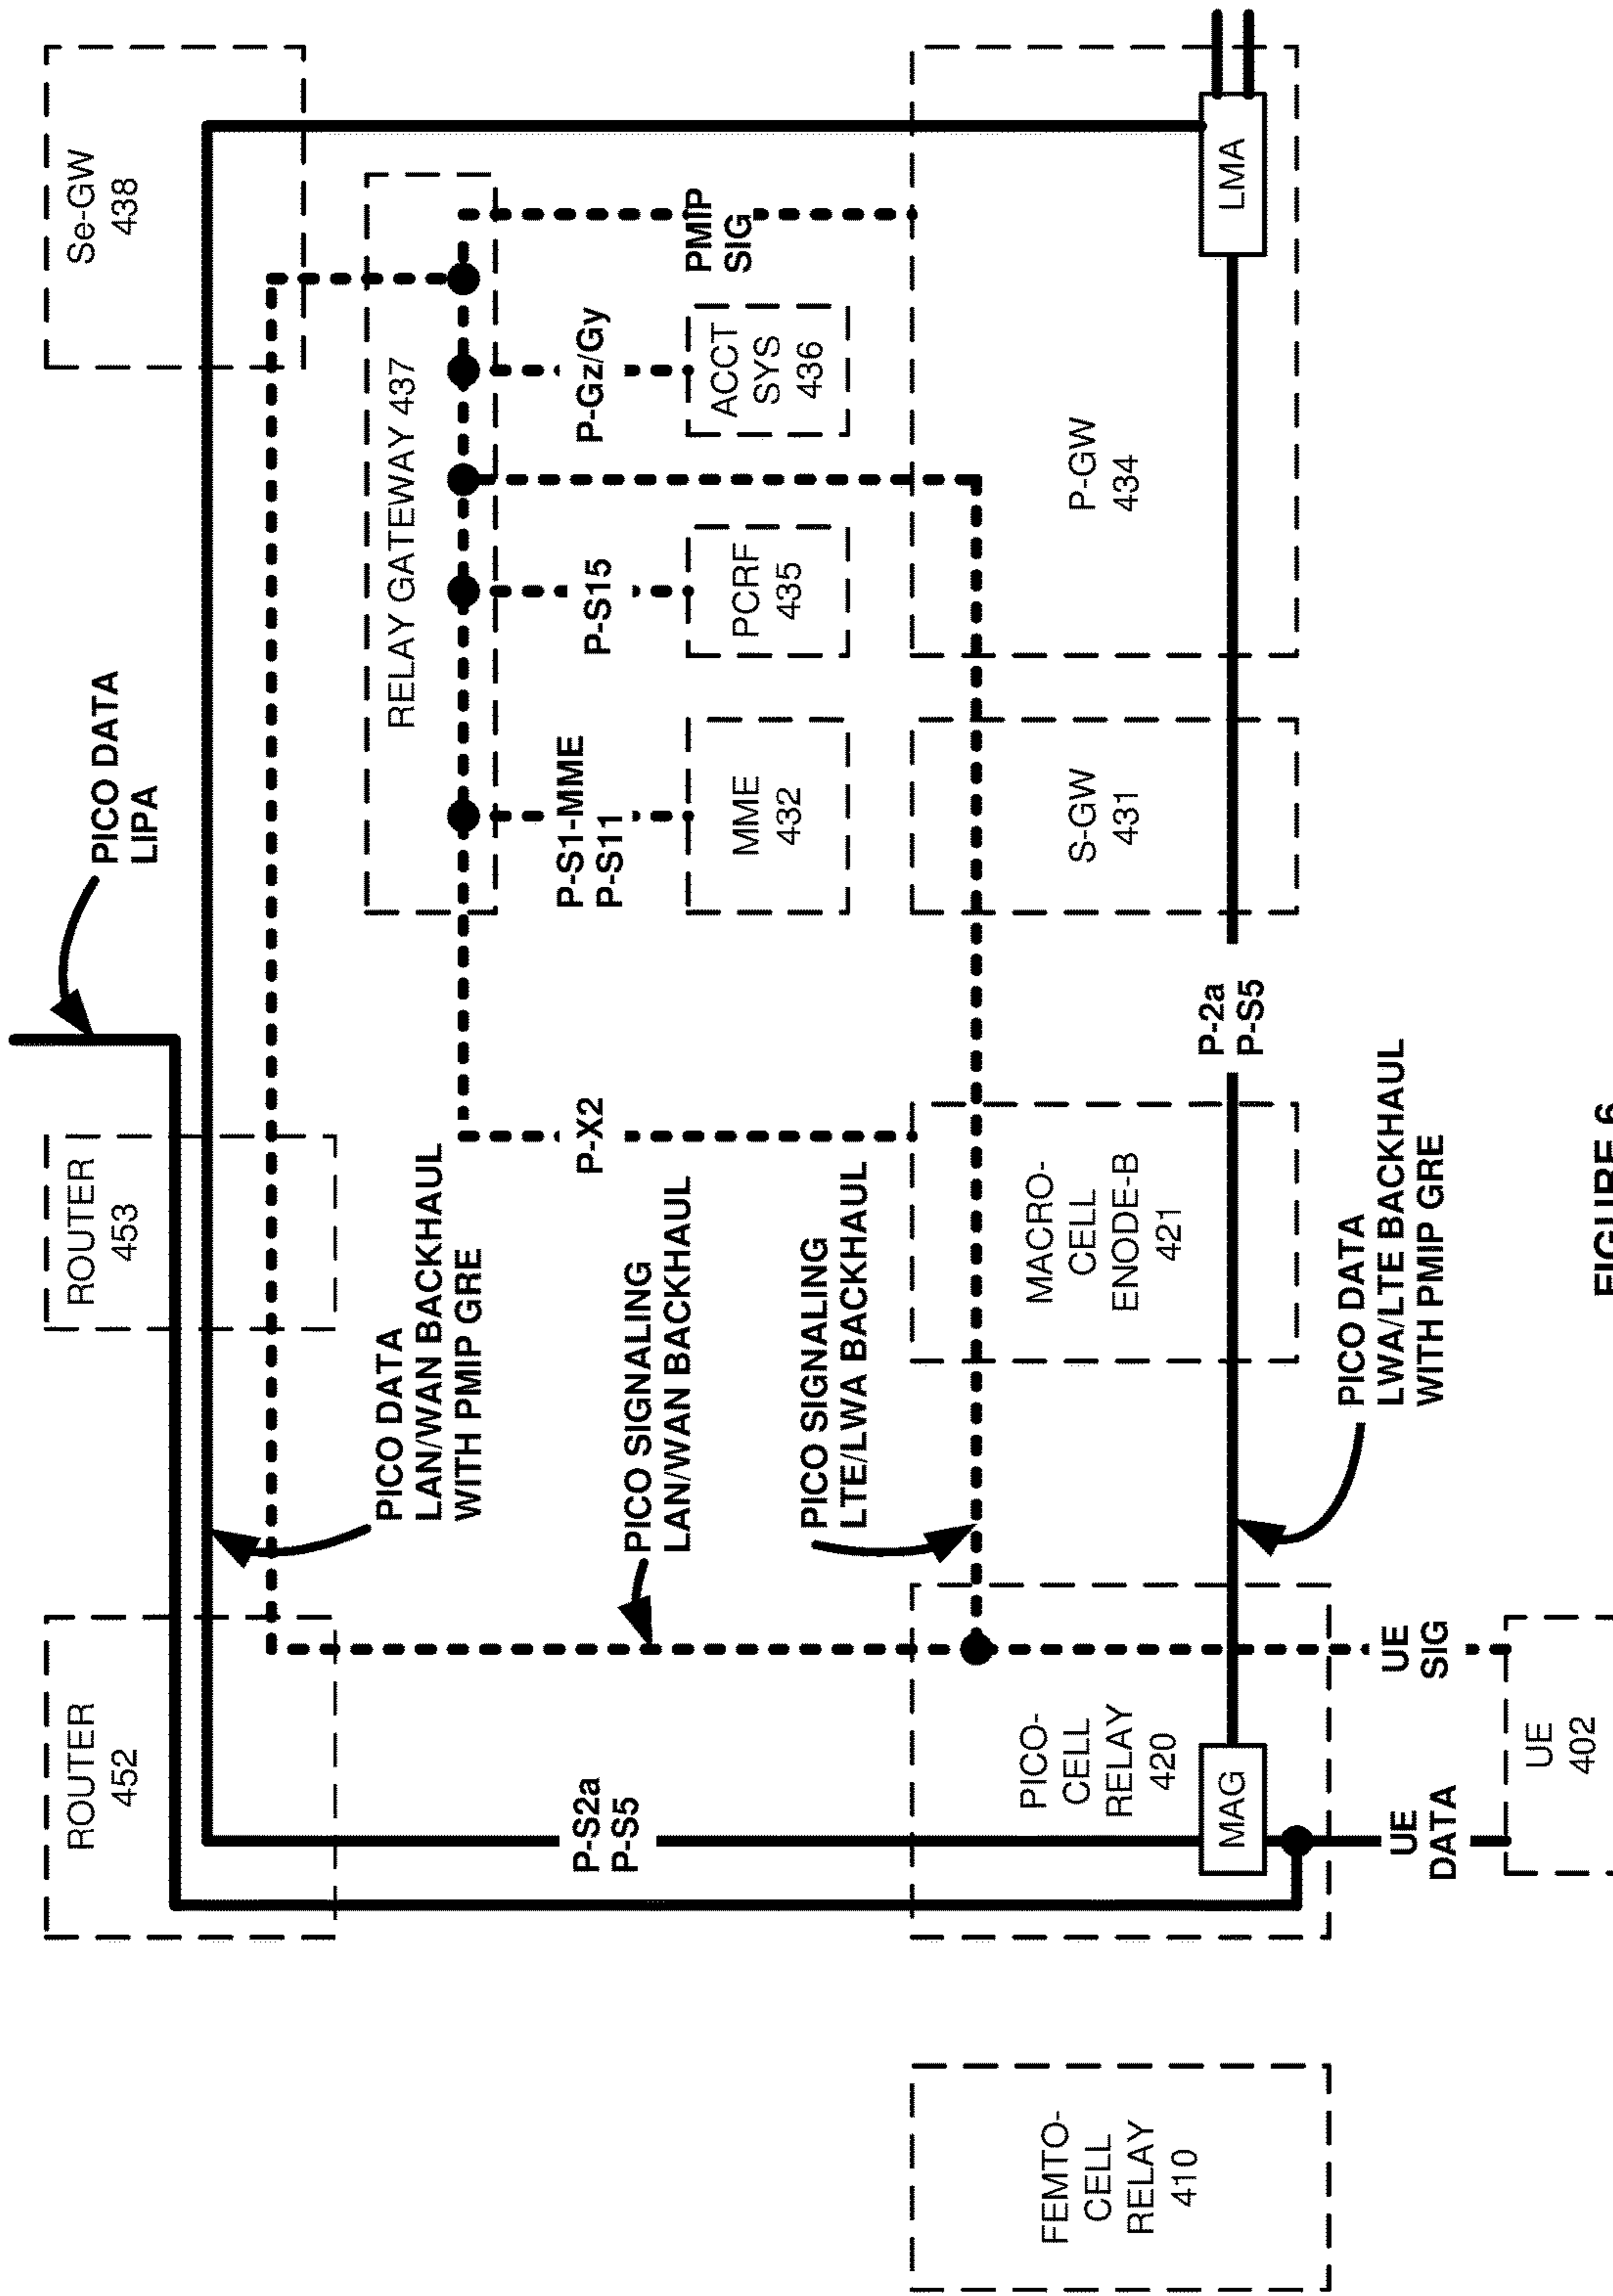 ROUTER
452
ROUTER
453
Se-GW
438
PICO DATA
LIPA
RELAY GATEWAY 437
PICO DATA
LAN/WAN BACKHAUL
WITH PMIP GRE
P-S2a
P-S5
PICO SIGNALING
LAN/WAN BACKHAUL
P-X2
P-S1-MME
P-S11
P-S15
P-Gz/Gy
PMIP
SIG
MME
432
PCRF
435
ACCT
SYS
436
PICO SIGNALING
LTE/LWA BACKHAUL
FEMTO-
CELL
RELAY
410
PICO-
CELL
RELAY
420
MACRO-
CELL
ENODE-B
421
S-GW
431
P-GW
434
MAG
P-2a
P-S5
LMA
UE
DATA
UE
SIG
PICO DATA
LWA/LTE BACKHAUL
WITH PMIP GRE
UE
402
FIGURE 6